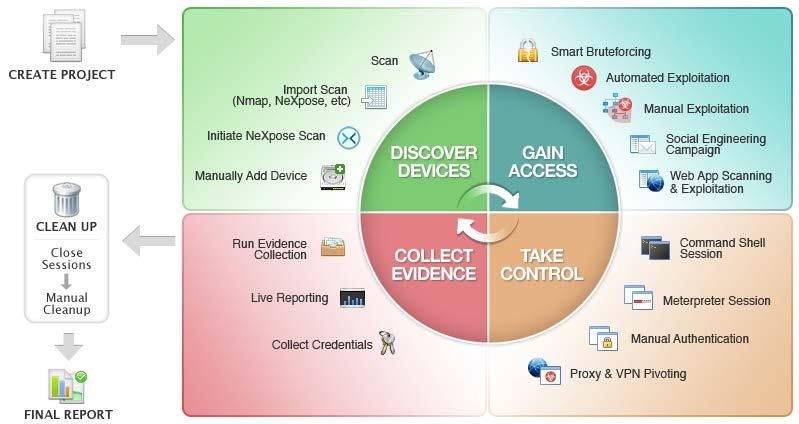 CREATE PROJECT
Scan
Import Scan
(Nmap, NeXpose, etc)
Initiate NeXpose Scan
Manually Add Device
DISCOVER
DEVICES
Smart Bruteforcing
Automated Exploitation
Manual Exploitation
Social Engineering
Campaign
Web App Scanning
& Exploitation
GAIN
ACCESS
CLEAN UP
Close
Sessions
Manual
Cleanup
FINAL REPORT
Run Evidence
Collection
Live Reporting
Collect Credentials
COLLECT
EVIDENCE
TAKE
CONTROL
Command Shell
Session
Meterpreter Session
Manual Authentication
Proxy & VPN Pivoting